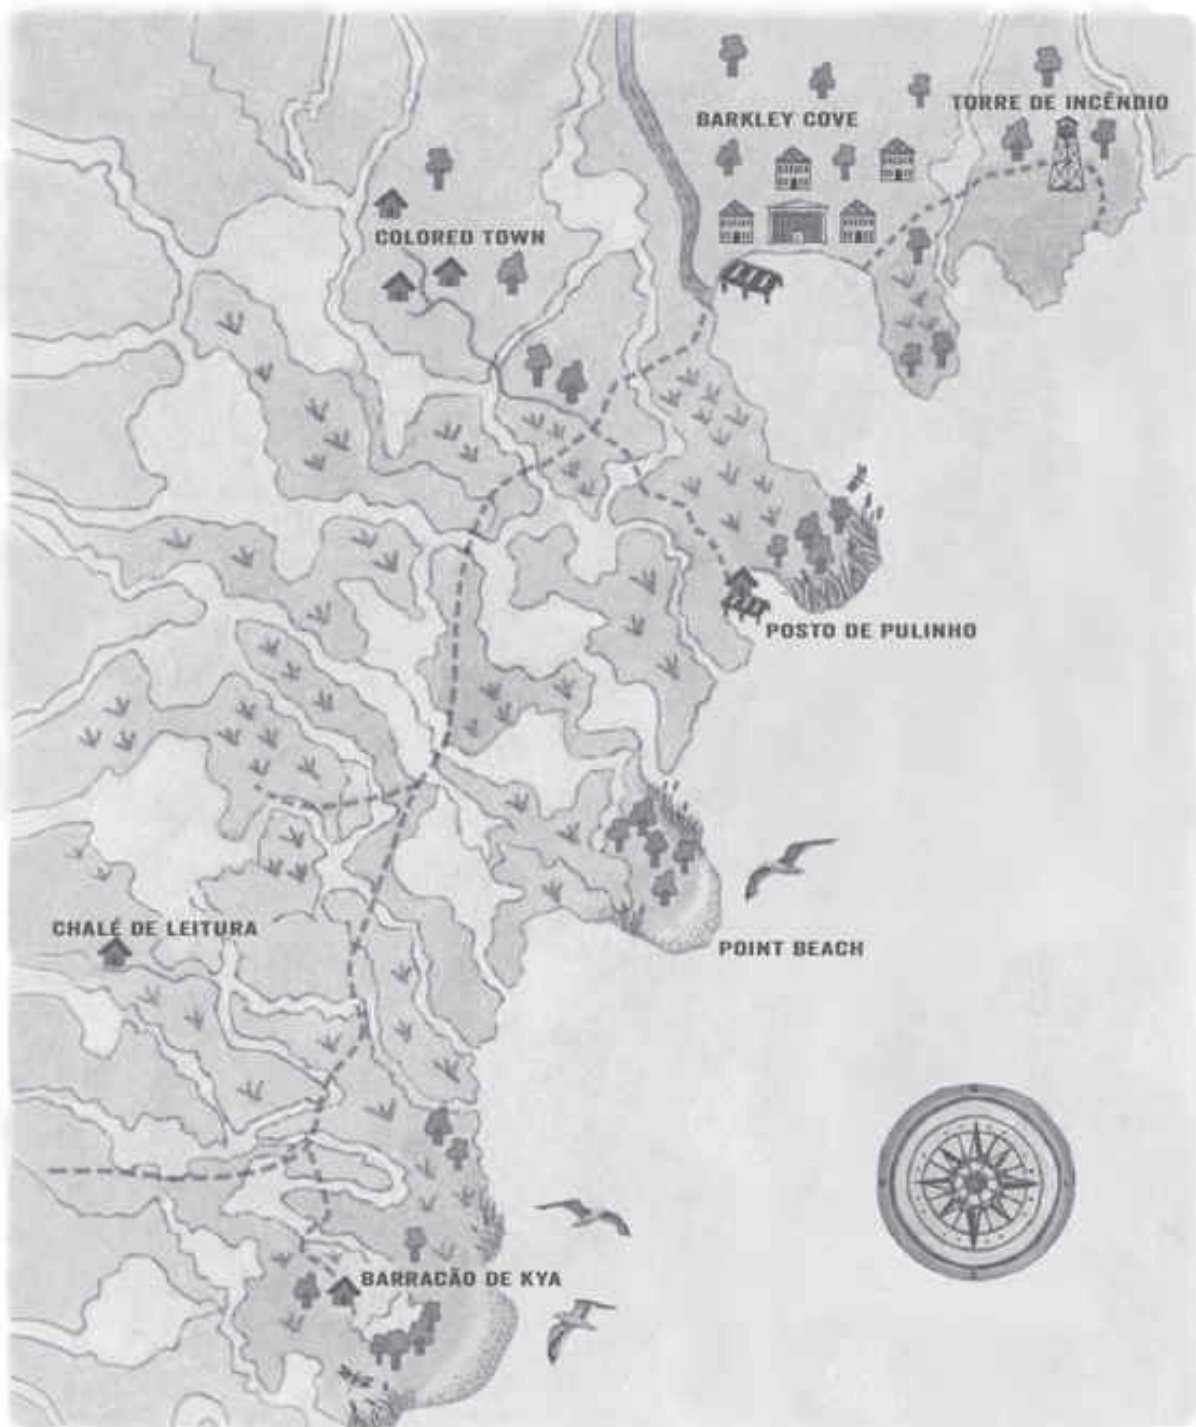 TORRE DE INCÊNDIO
BARKLEY COVE
COLORED TOWN
POSTO DE PULINHO
CHALÉ DE LEITURA
POINT BEACH
BARRACÃO DE KYA